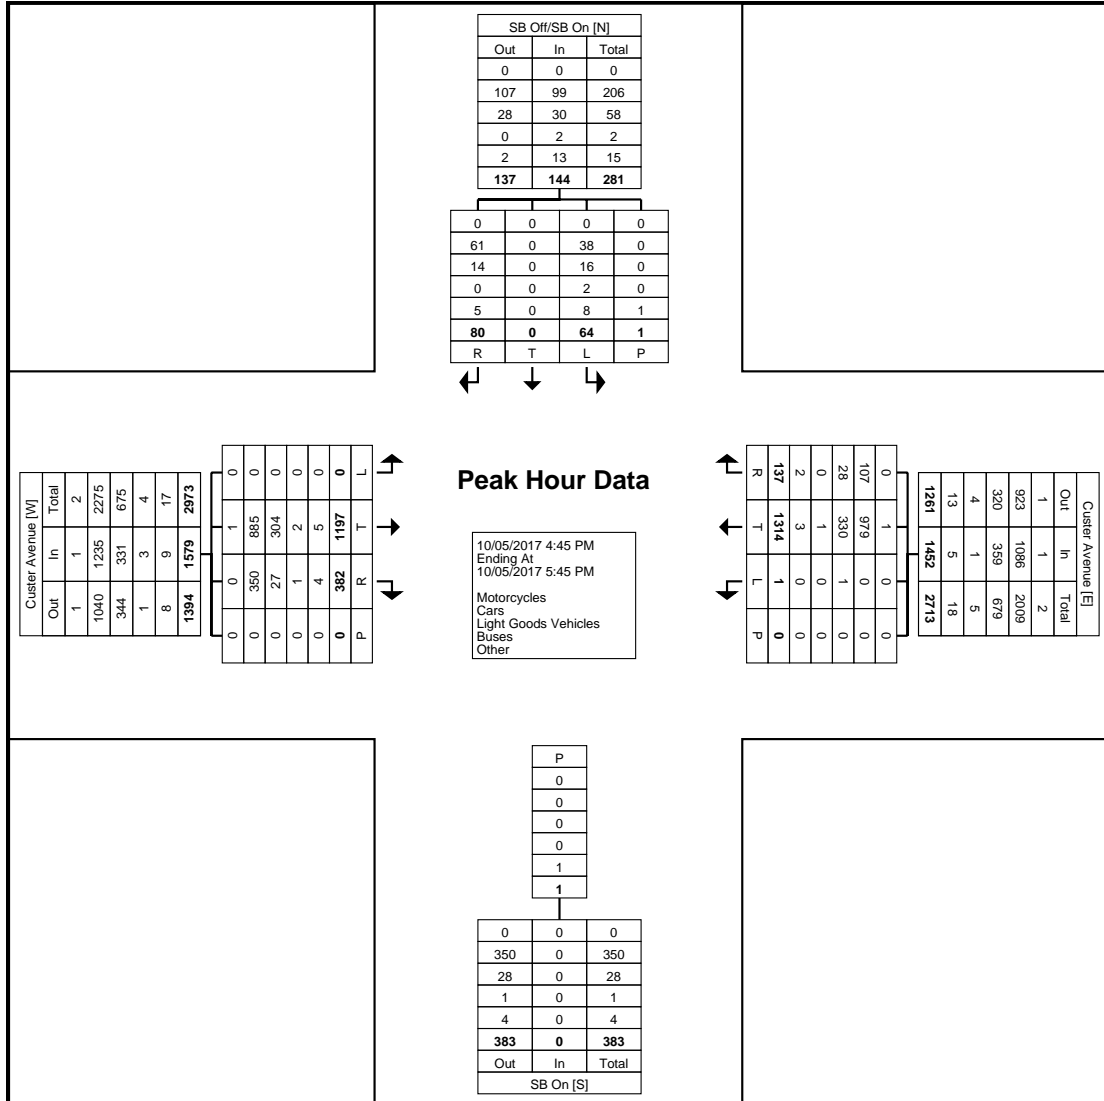 SB Off/SB On [N]
Out In Total
0 0 0
107 99 206
28 30 58
0 2 2
2 13 15
137 144 281
0 0 0 0
61 0 38 0
14 0 16 0
0 0 2 0
5 0 8 1
80 0 64 1
R T L P
Custer Avenue [W]
Out In Total
1 1 2
1040 1235 2275
344 331 675
1 3 4
8 9 17
1394 1579 2973
0 1 0 0
0 885 350 0
0 304 27 0
0 2 1 0
0 5 4 0
0 1197 382 0
L T R P
Peak Hour Data
10/05/2017 4:45 PM
Ending At
10/05/2017 5:45 PM
Motorcycles
Cars
Light Goods Vehicles
Buses
Other
R T L P
137 1314 1 0
2 3 0 0
0 1 0 0
28 330 1 0
107 979 0 0
0 1 0 0
Custer Avenue [E]
Out In Total
1 1 2
923 1086 2009
320 359 679
4 1 5
13 5 18
1261 1452 2713
P
0
0
0
0
1
1
0 0 0
350 0 350
28 0 28
1 0 1
4 0 4
383 0 383
Out In Total
SB On [S]